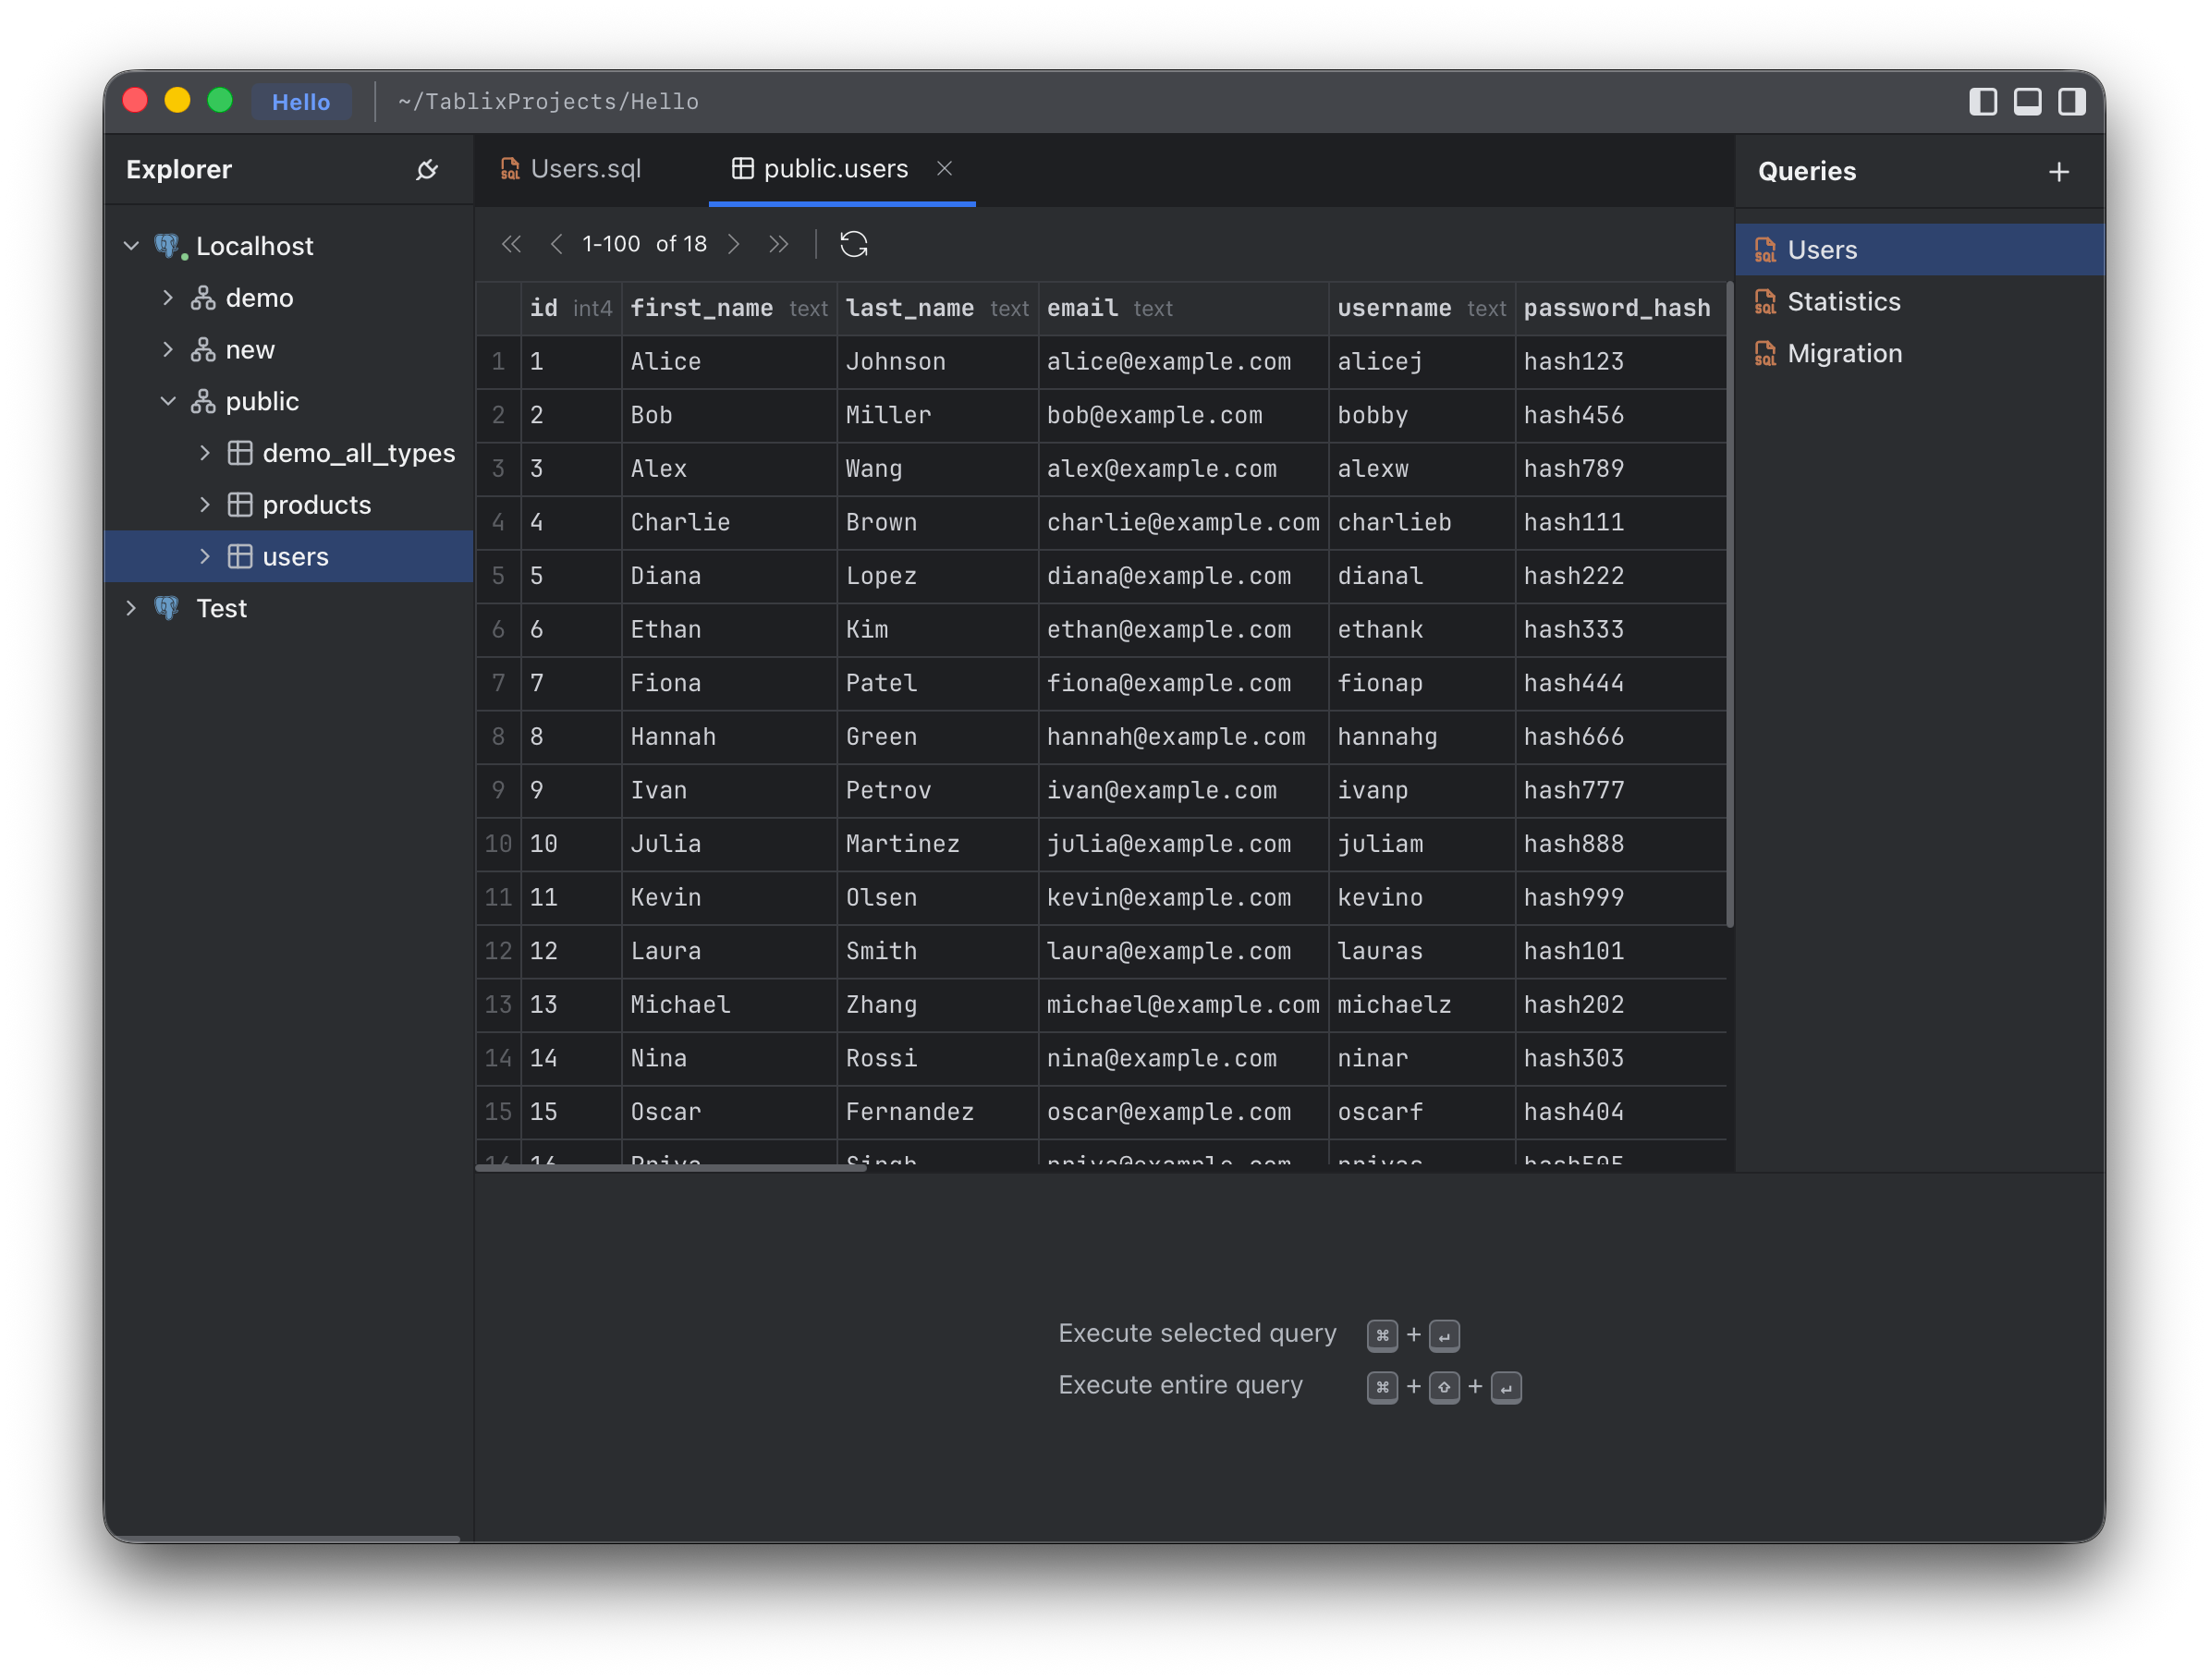 Hello ~/TablixProjects/Hello
Explorer
Localhost
demo
new
public
demo_all_types
products
users
Test
Users.sql public.users
1-100 of 18
id int4 first_name text last_name text email text username text password_hash
1 1 Alice Johnson alice@example.com alicej hash123
2 2 Bob Miller bob@example.com bobby hash456
3 3 Alex Wang alex@example.com alexw hash789
4 4 Charlie Brown charlie@example.com charlieb hash111
5 5 Diana Lopez diana@example.com dianal hash222
6 6 Ethan Kim ethan@example.com ethank hash333
7 7 Fiona Patel fiona@example.com fionap hash444
8 8 Hannah Green hannah@example.com hannahg hash666
9 9 Ivan Petrov ivan@example.com ivanp hash777
10 10 Julia Martinez julia@example.com juliam hash888
11 11 Kevin Olsen kevin@example.com kevino hash999
12 12 Laura Smith laura@example.com lauras hash101
13 13 Michael Zhang michael@example.com michaelz hash202
14 14 Nina Rossi nina@example.com ninar hash303
15 15 Oscar Fernandez oscar@example.com oscarf hash404
16 16 Priya Singh priya@example.com priyas hash505
Queries
Users
Statistics
Migration
Execute selected query ⌘ + ↵
Execute entire query ⌘ + ⇧ + ↵